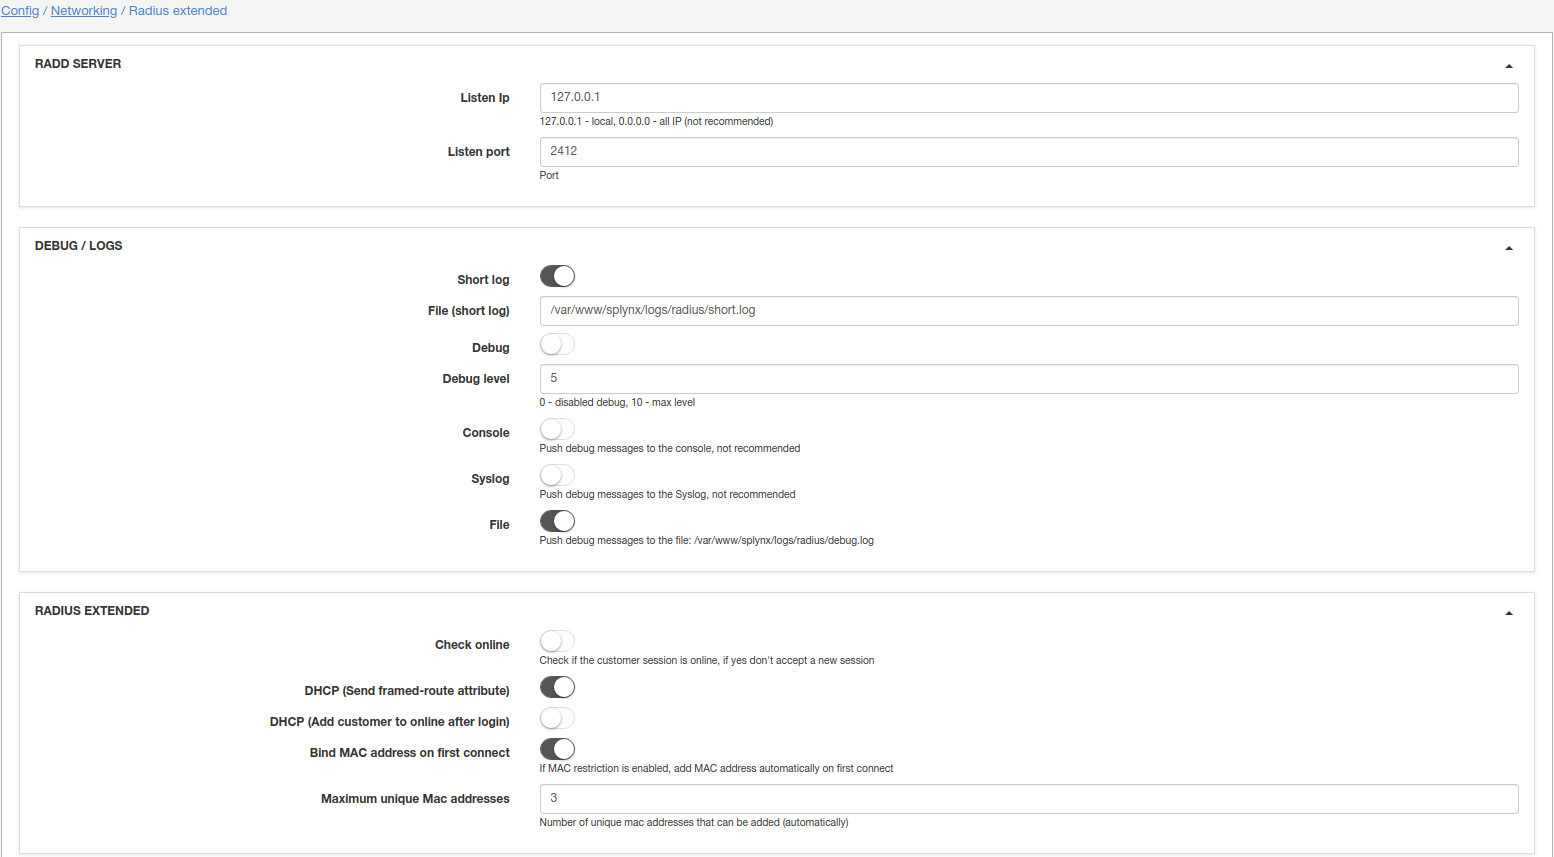 Config / Networking / Radius extended
RADD SERVER
Listen Ip
127.0.0.1
127.0.0.1 - local, 0.0.0.0 - all IP (not recommended)
Listen port
2412
Port
DEBUG / LOGS
Short log
File (short log)
/var/www/splynx/logs/radius/short.log
Debug
Debug level
5
0 - disabled debug, 10 - max level
Console
Push debug messages to the console, not recommended
Syslog
Push debug messages to the Syslog, not recommended
File
Push debug messages to the file: /var/www/splynx/logs/radius/debug.log
RADIUS EXTENDED
Check online
Check if the customer session is online, if yes don't accept a new session
DHCP (Send framed-route attribute)
DHCP (Add customer to online after login)
Bind MAC address on first connect
If MAC restriction is enabled, add MAC address automatically on first connect
Maximum unique Mac addresses
3
Number of unique mac addresses that can be added (automatically)